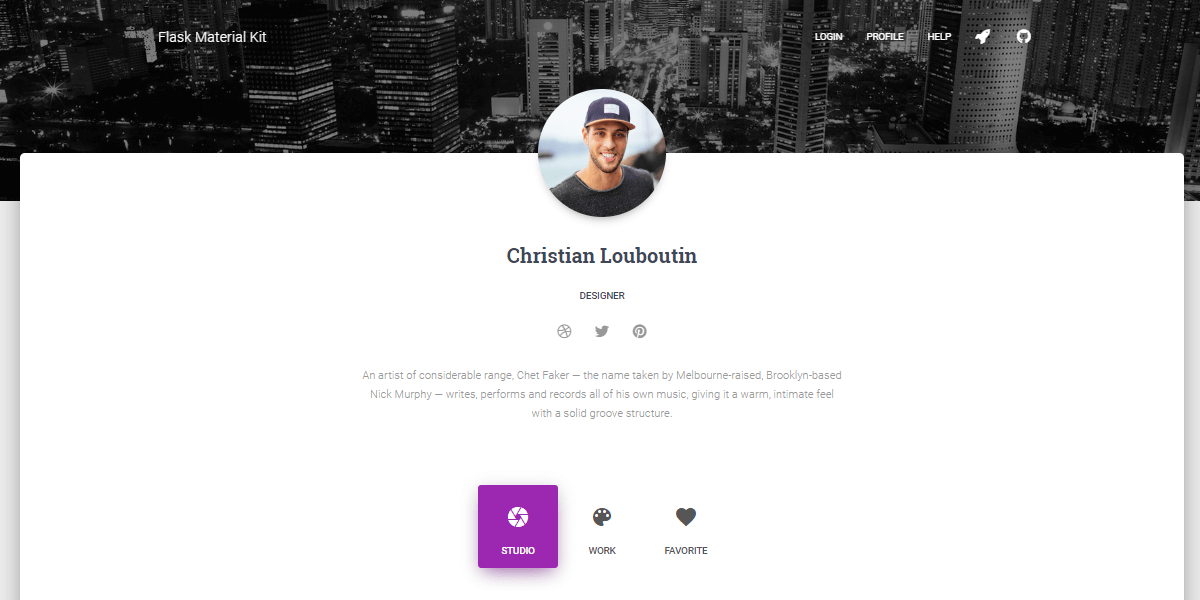 Flask Material Kit
LOGIN PROFILE HELP
Christian Louboutin
DESIGNER
An artist of considerable range, Chet Faker — the name taken by Melbourne-raised, Brooklyn-based
Nick Murphy — writes, performs and records all of his own music, giving it a warm, intimate feel
with a solid groove structure.
STUDIO WORK FAVORITE